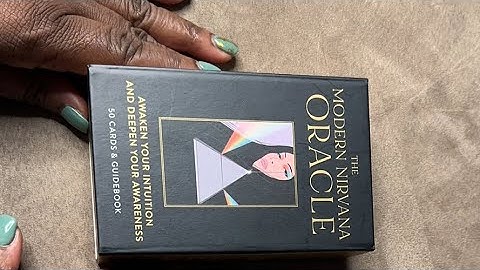 THE
MODERN NIRVANA
ORACLE
AWAKEN YOUR INTUITION
AND DEEPEN YOUR AWARENESS
50 CARDS & GUIDEBOOK